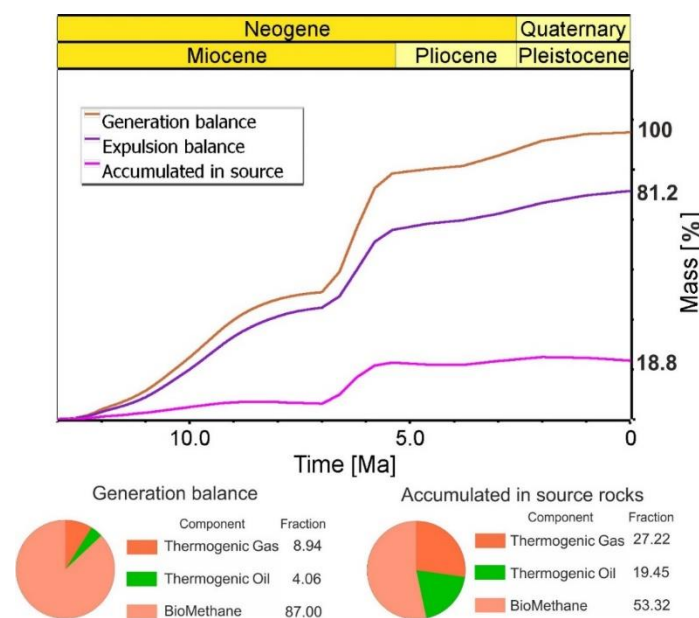 Neogene Quaternary
Miocene Pliocene Pleistocene
Generation balance
Expulsion balance
Accumulated in source
100
81.2
18.8
Mass [%]
10.0 5.0 0
Time [Ma]
Generation balance
Component Fraction
Thermogenic Gas 8.94
Thermogenic Oil 4.06
BioMethane 87.00
Accumulated in source rocks
Component Fraction
Thermogenic Gas 27.22
Thermogenic Oil 19.45
BioMethane 53.32